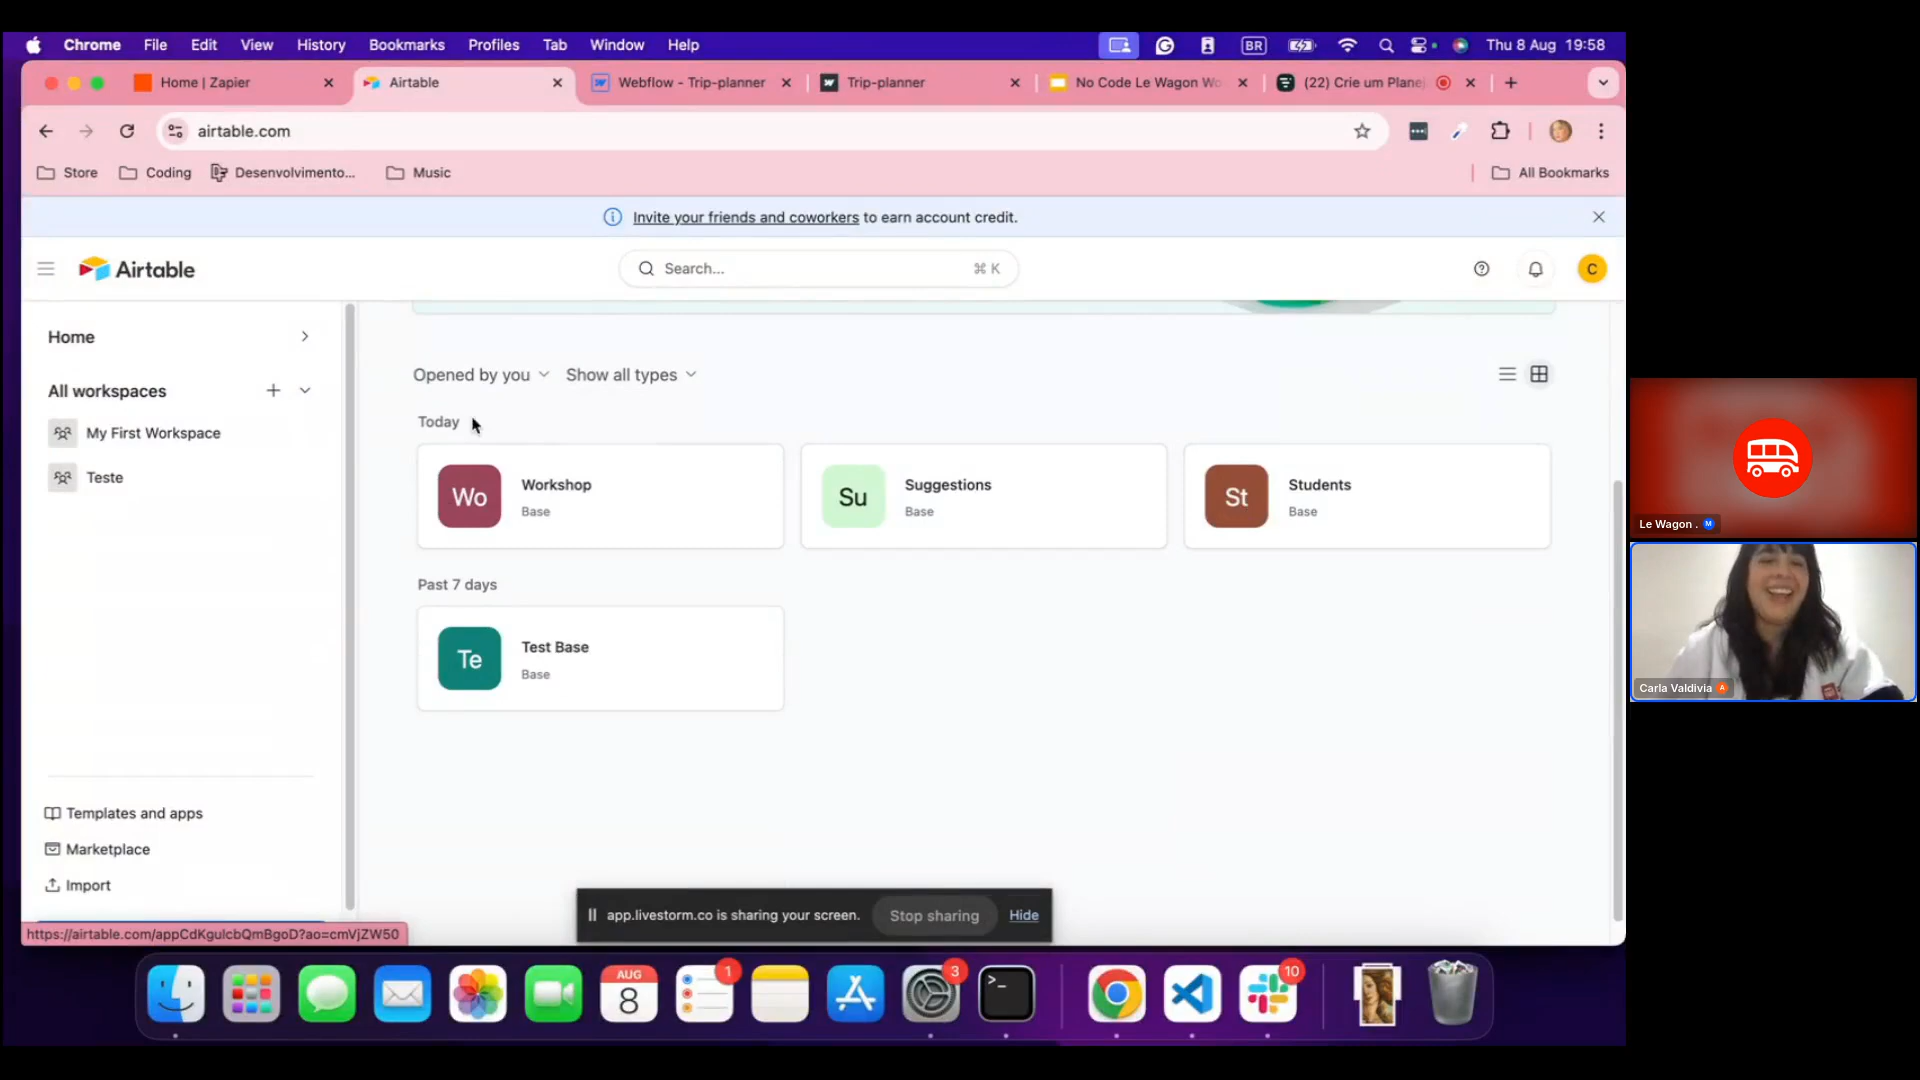 Chrome File Edit View History Bookmarks Profiles Tab Window Help BR Thu 8 Aug 19:58
Home | Zapier Airtable Webflow - Trip-planner Trip-planner No Code Le Wagon Wo (22) Crie um Plane
airtable.com
Store Coding Desenvolvimento... Music All Bookmarks
Invite your friends and coworkers to earn account credit.
Airtable Search... ⌘ K C
Home
All workspaces
My First Workspace
Teste
Templates and apps
Marketplace
Import
Opened by you Show all types
Today
Wo Workshop
Base
Su Suggestions
Base
St Students
Base
Past 7 days
Te Test Base
Base
app.livestorm.co is sharing your screen. Stop sharing Hide
https://airtable.com/appCdKgulcbQmBgoD?ao=cmVjZW50
AUG
8
1
3
>_
10
Le Wagon . M
Carla Valdivia A